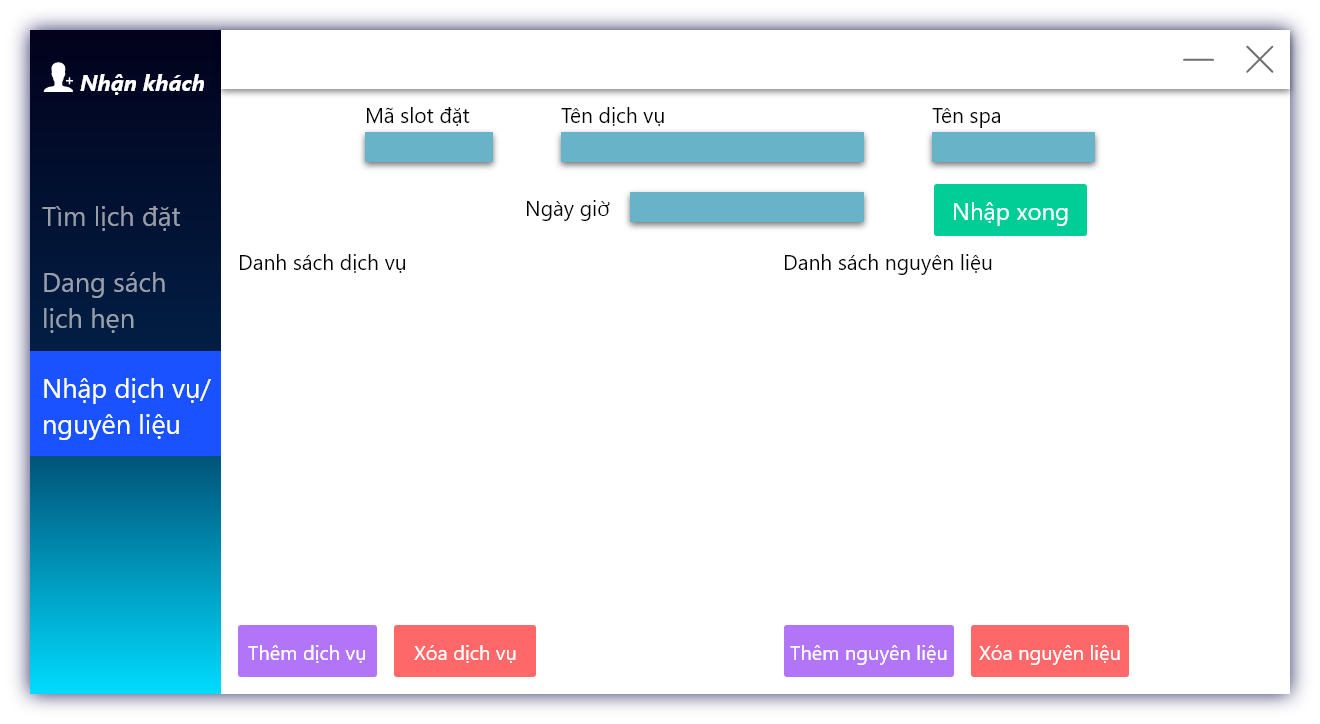 Nhận khách
Tìm lịch đặt
Dang sách
lịch hẹn
Nhập dịch vụ/
nguyên liệu
Mã slot đặt
Tên dịch vụ
Tên spa
Ngày giờ
Nhập xong
Danh sách dịch vụ
Danh sách nguyên liệu
Thêm dịch vụ
Xóa dịch vụ
Thêm nguyên liệu
Xóa nguyên liệu